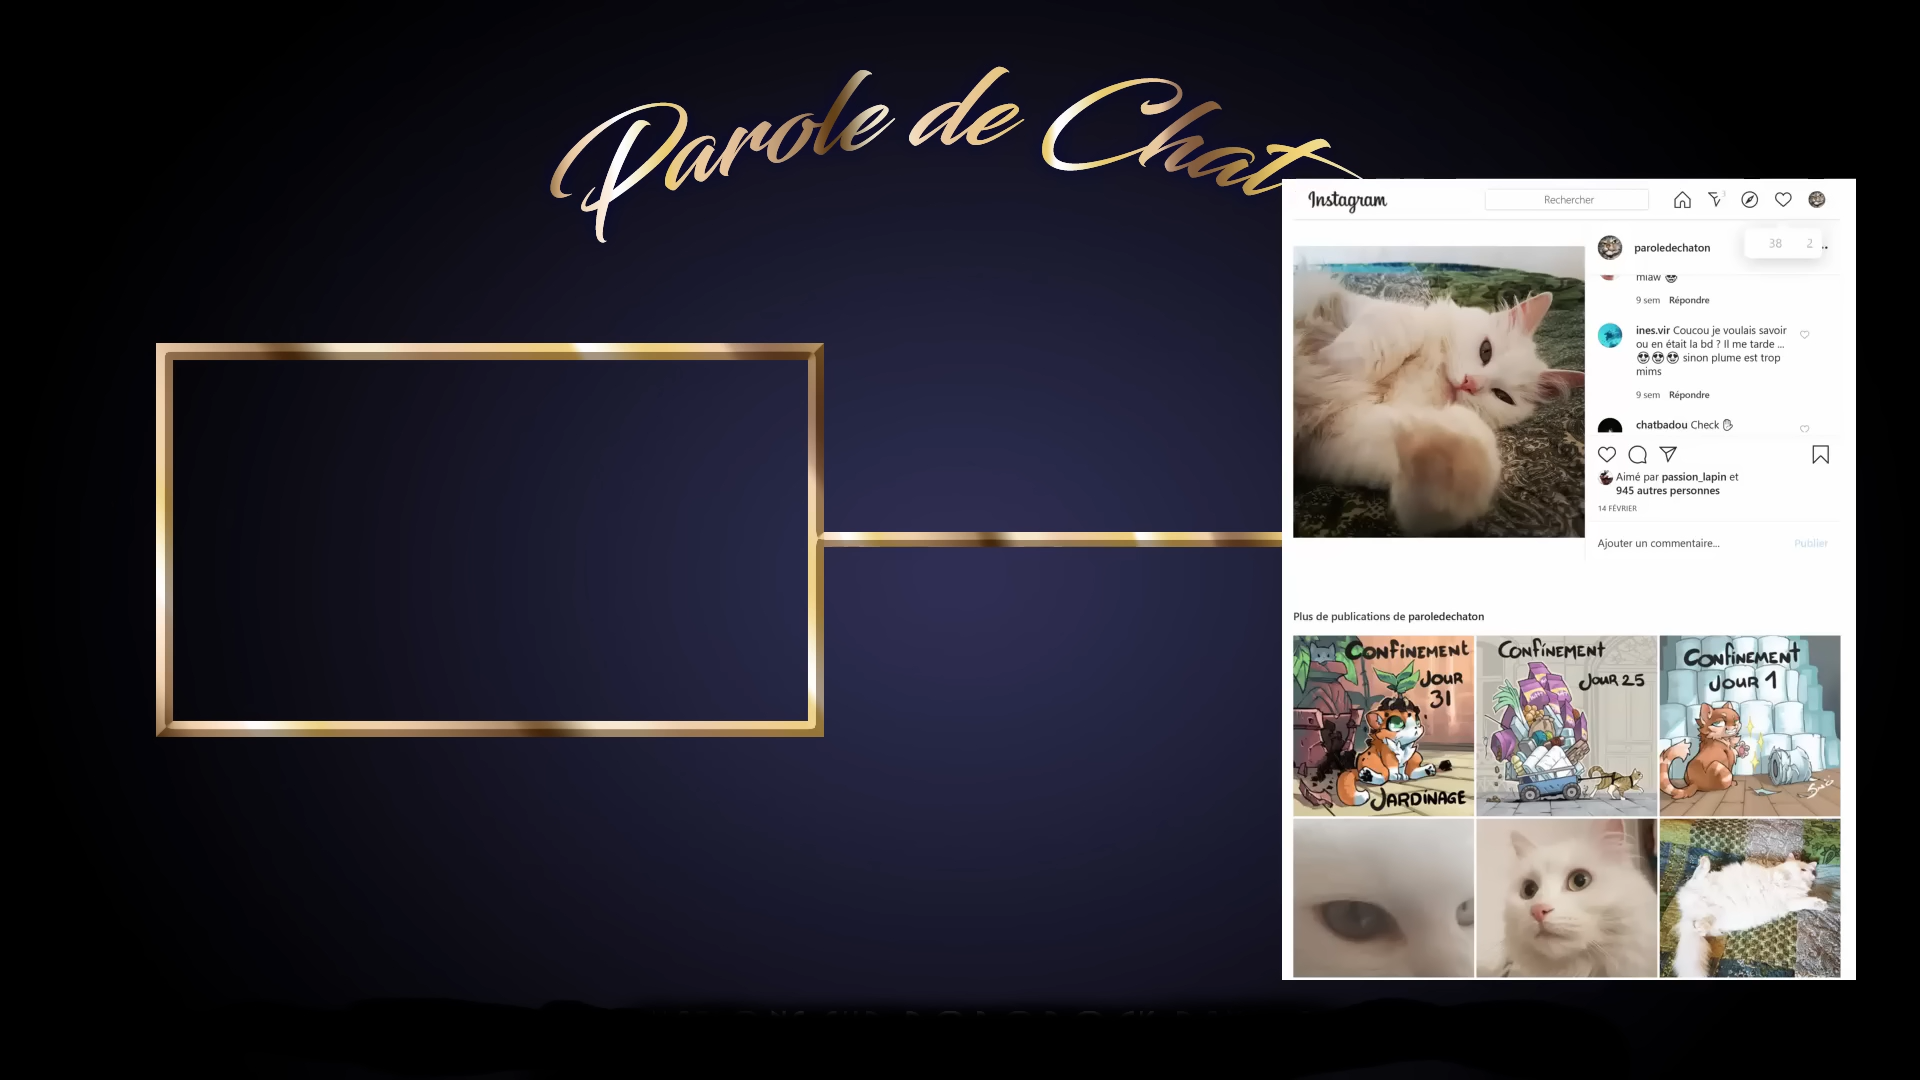 Parole de Chat
Instagram
Rechercher
paroledechaton
38 2
miaw
9 sem Répondre
ines.vir Coucou je voulais savoir
ou en était la bd ? Il me tarde ...
😍😍😍 sinon plume est trop
mims
9 sem Répondre
chatbadou Check ✋
Aimé par passion_lapin et
945 autres personnes
14 FÉVRIER
Ajouter un commentaire...
Publier
Plus de publications de paroledechaton
CONFINEMENT
JOUR
31
JARDINAGE
CONFINEMENT
JOUR 25
CONFINEMENT
JOUR 1